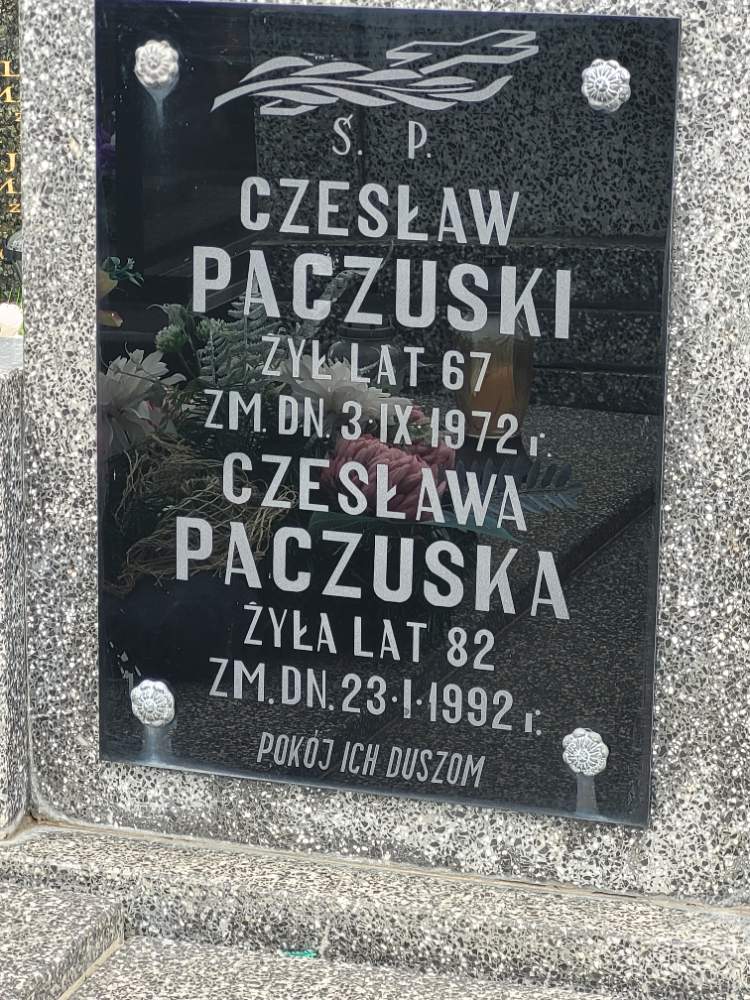 Ś. P.
CZESŁAW
PACZUSKI
ŻYŁ LAT 67
ZM. DN. 3·IX·1972 r.
CZESŁAWA
PACZUSKA
ŻYŁA LAT 82
ZM. DN. 23·I·1992 r.
POKÓJ ICH DUSZOM